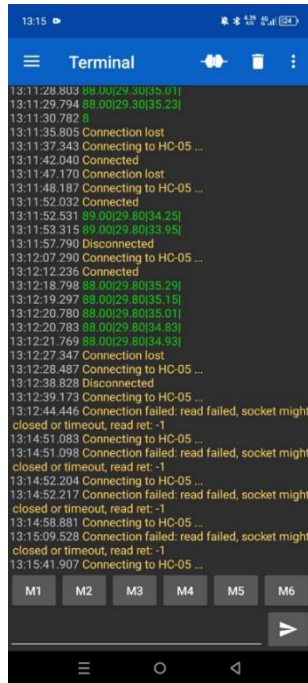 13:15
Terminal
13:11:28.803 88.00|29.30|35.01|
13:11:29.794 88.00|29.30|35.23|
13:11:30.782 8
13:11:35.805 Connection lost
13:11:37.343 Connecting to HC-05 ...
13:11:42.040 Connected
13:11:47.170 Connection lost
13:11:48.187 Connecting to HC-05 ...
13:11:52.032 Connected
13:11:52.531 89.00|29.80|34.25|
13:11:53.315 89.00|29.80|33.95|
13:11:57.790 Disconnected
13:12:07.290 Connecting to HC-05 ...
13:12:12.236 Connected
13:12:18.798 88.00|29.80|35.29|
13:12:19.297 88.00|29.80|35.15|
13:12:20.780 88.00|29.80|35.01|
13:12:20.783 88.00|29.80|34.83|
13:12:21.769 88.00|29.80|34.93|
13:12:27.347 Connection lost
13:12:28.487 Connecting to HC-05 ...
13:12:38.828 Disconnected
13:12:39.173 Connecting to HC-05 ...
13:12:44.446 Connection failed: read failed, socket might
closed or timeout, read ret: -1
13:14:51.083 Connecting to HC-05 ...
13:14:51.098 Connection failed: read failed, socket might
closed or timeout, read ret: -1
13:14:52.204 Connecting to HC-05 ...
13:14:52.217 Connection failed: read failed, socket might
closed or timeout, read ret: -1
13:14:58.881 Connecting to HC-05 ...
13:15:09.528 Connection failed: read failed, socket might
closed or timeout, read ret: -1
13:15:41.907 Connecting to HC-05 ...
M1 M2 M3 M4 M5 M6